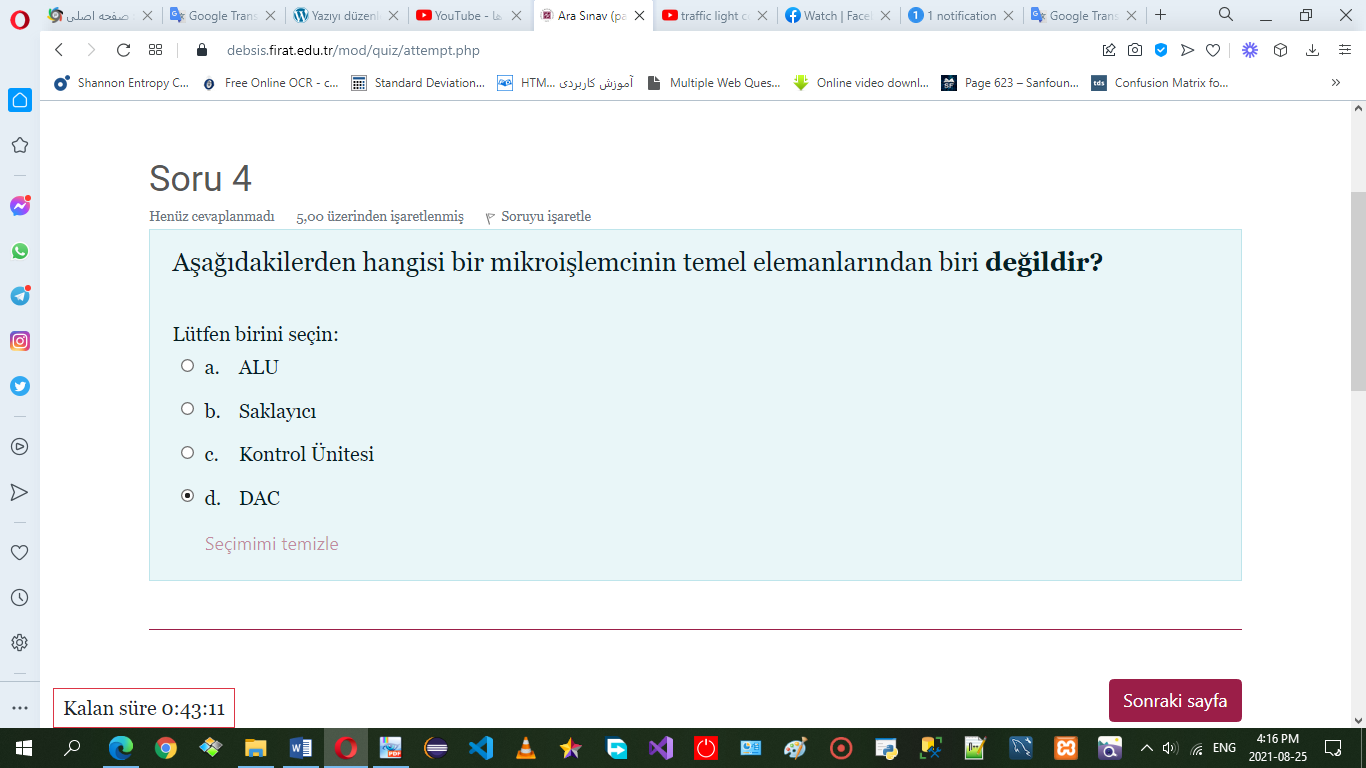 صفحه اصلی
Google Trans
Yazıyı düzenl
YouTube - ها
Ara Sınav (pa
traffic light c
Watch | Face
1 notification
Google Trans
debsis.firat.edu.tr/mod/quiz/attempt.php
Shannon Entropy C...
Free Online OCR - c...
Standard Deviation...
آموزش کاربردی HTM...
Multiple Web Ques...
Online video downl...
Page 623 – Sanfoun...
Confusion Matrix fo...
Soru 4
Henüz cevaplanmadı 5,00 üzerinden işaretlenmiş Soruyu işaretle
Aşağıdakilerden hangisi bir mikroişlemcinin temel elemanlarından biri değildir?
Lütfen birini seçin:
a. ALU
b. Saklayıcı
c. Kontrol Ünitesi
d. DAC
Seçimimi temizle
Sonraki sayfa
Kalan süre 0:43:11
ENG
4:16 PM
2021-08-25